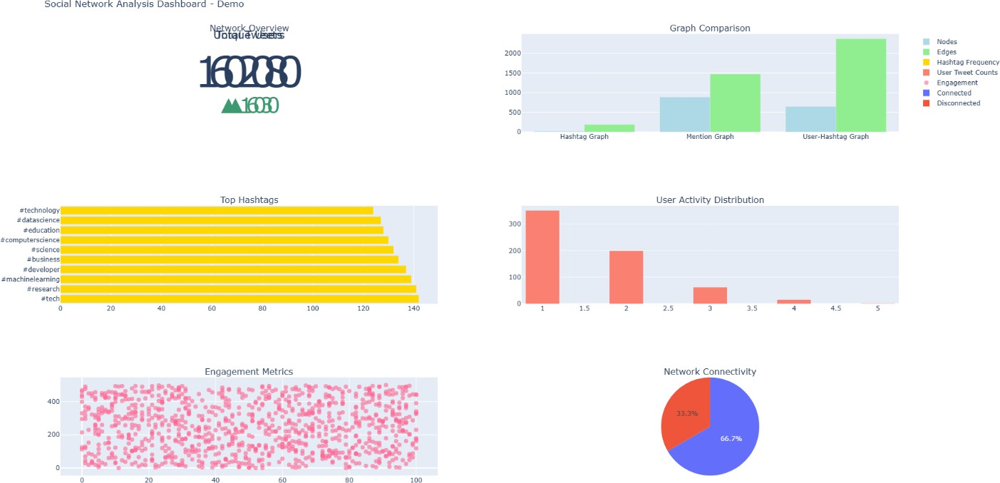 Social Network Analysis Dashboard - Demo
Network Overview
Graph Comparison
2000
1500
1000
500
0
Hashtag Graph
Mention Graph
User-Hashtag Graph
Nodes
Edges
Hashtag Frequency
User Tweet Counts
Engagement
Connected
Disconnected
Top Hashtags
#technology
#datascience
#education
#computerscience
#science
#business
#developer
#machinelearning
#research
#tech
0 20 40 60 80 100 120 140
User Activity Distribution
300
200
100
0
1 1.5 2 2.5 3 3.5 4 4.5 5
Engagement Metrics
400
200
0
0 20 40 60 80 100
Network Connectivity
33.3%
66.7%